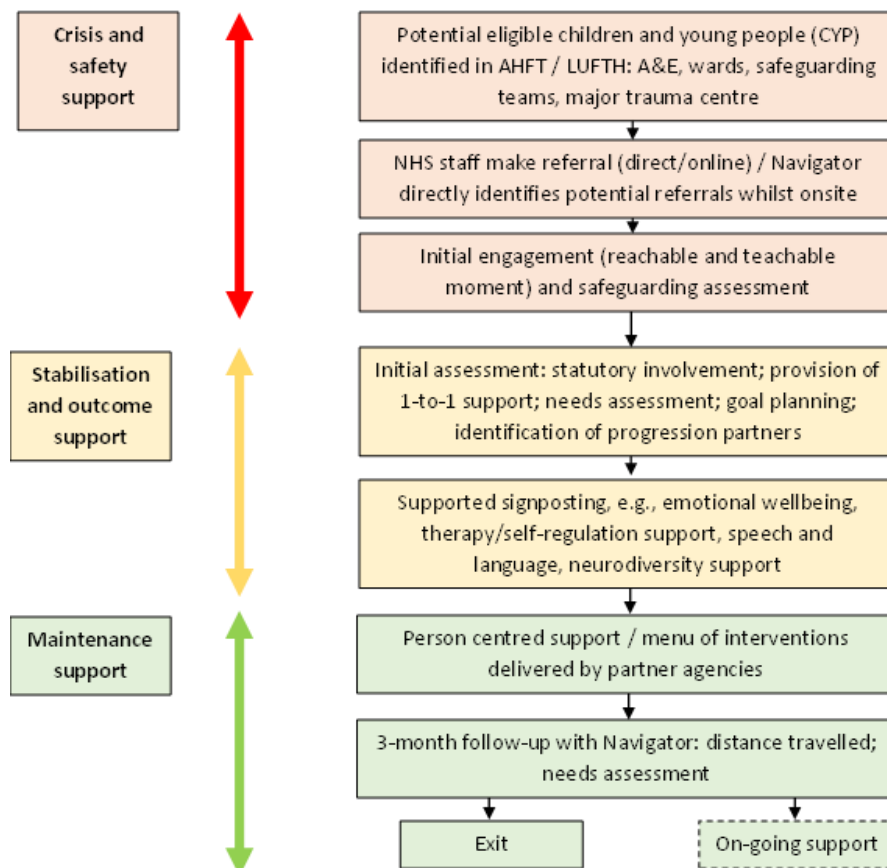 Crisis and
safety
support
Potential eligible children and young people (CYP)
identified in AHFT / LUFTH: A&E, wards, safeguarding
teams, major trauma centre
NHS staff make referral (direct/online) / Navigator
directly identifies potential referrals whilst onsite
Initial engagement (reachable and teachable
moment) and safeguarding assessment
Stabilisation
and outcome
support
Initial assessment: statutory involvement; provision of
1-to-1 support; needs assessment; goal planning;
identification of progression partners
Supported signposting, e.g., emotional wellbeing,
therapy/self-regulation support, speech and
language, neurodiversity support
Maintenance
support
Person centred support / menu of interventions
delivered by partner agencies
3-month follow-up with Navigator: distance travelled;
needs assessment
Exit
On-going support